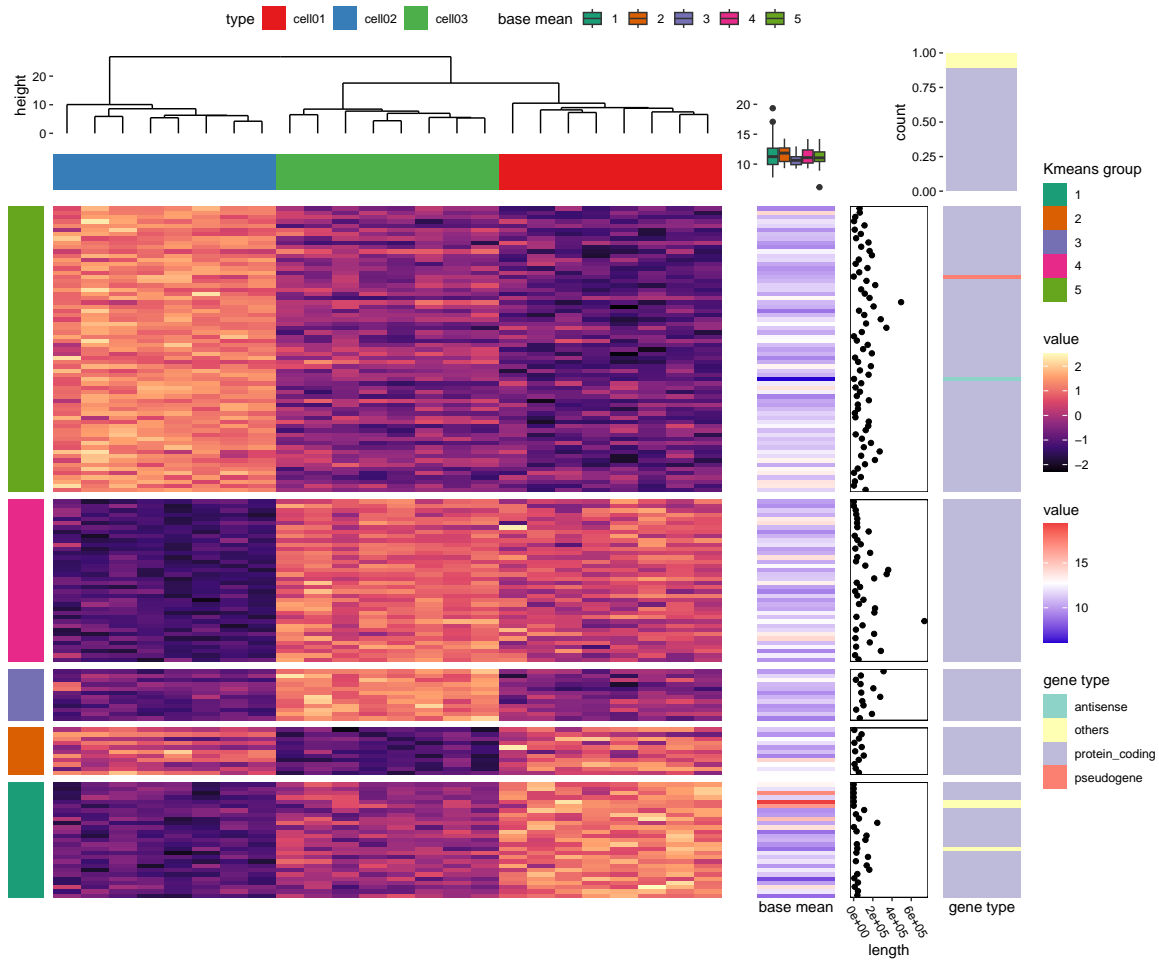 type cell01 cell02 cell03 base mean 1 2 3 4 5
height
20
10
0
20
15
10
count
1.00
0.75
0.50
0.25
0.00
Kmeans group
1
2
3
4
5
value
2
1
0
−1
−2
value
15
10
gene type
antisense
others
protein_coding
pseudogene
base mean
0e+00
2e+05
4e+05
6e+05
length
gene type